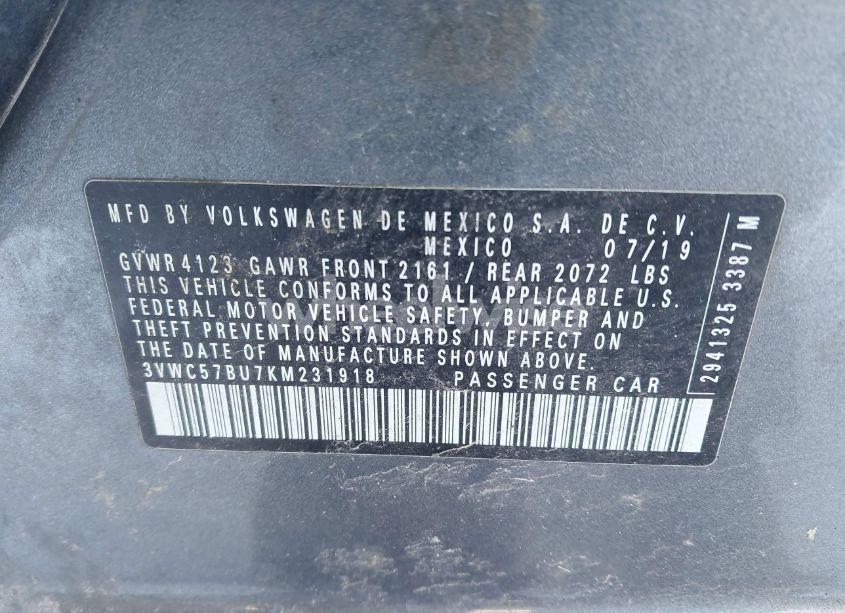 MFD BY VOLKSWAGEN DE MEXICO S.A. DE C.V.
MEXICO 07/19
GVWR 4123 GAWR FRONT 2161 / REAR 2072 LBS
THIS VEHICLE CONFORMS TO ALL APPLICABLE U.S.
FEDERAL MOTOR VEHICLE SAFETY, BUMPER AND
THEFT PREVENTION STANDARDS IN EFFECT ON
THE DATE OF MANUFACTURE SHOWN ABOVE.
3VWC57BU7KM231918 PASSENGER CAR
2941325 3387 M